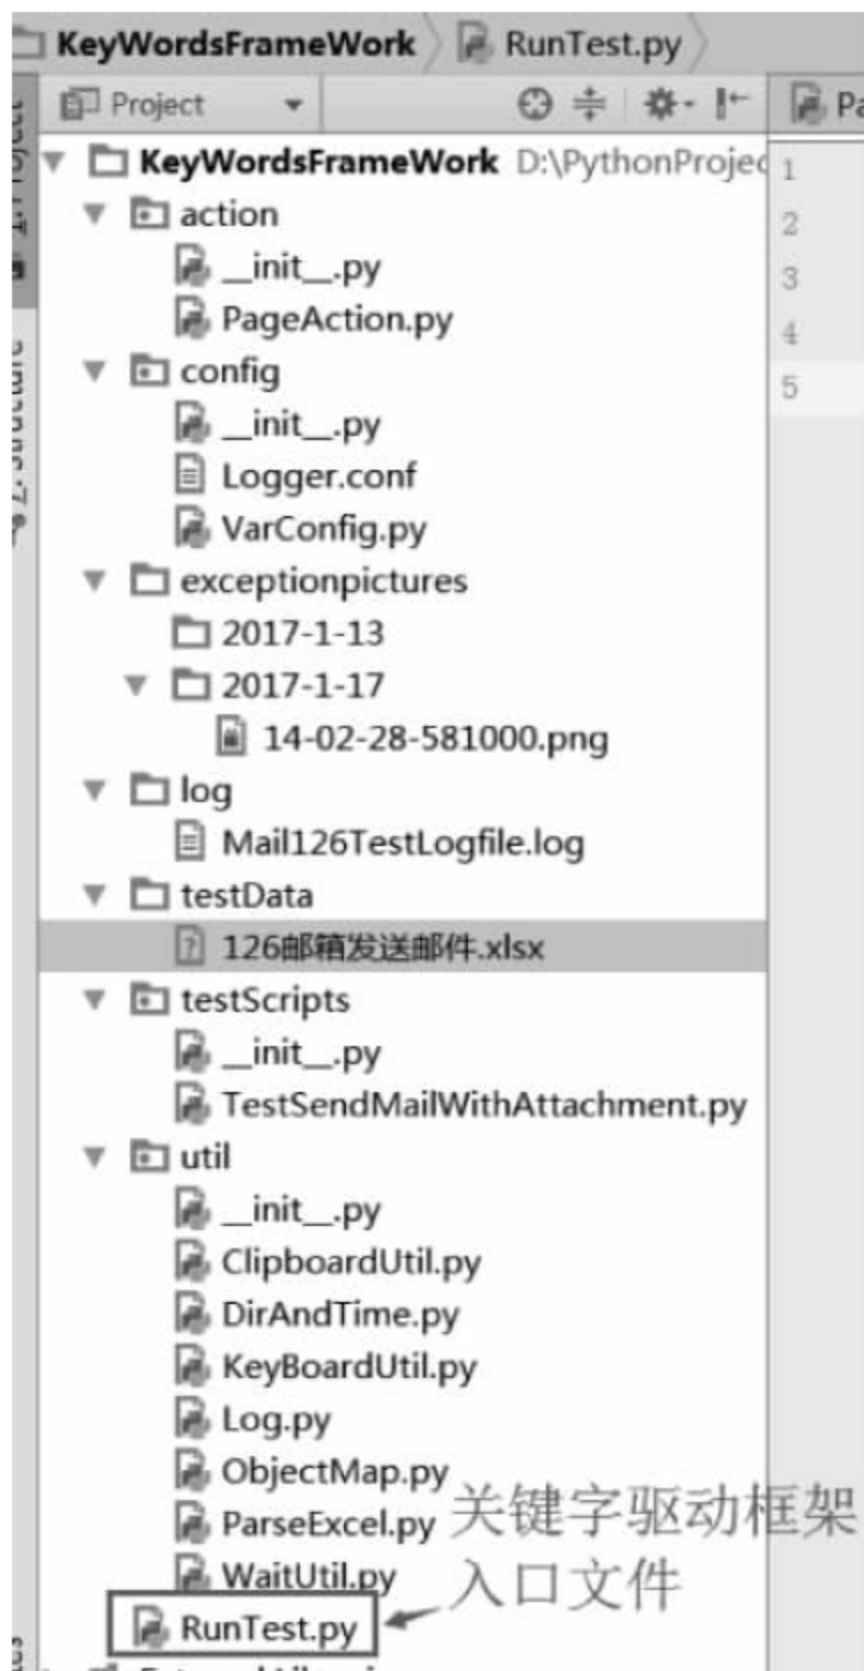 KeyWordsFrameWork RunTest.py
Project
Pa
KeyWordsFrameWork D:\PythonProjec
action
__init__.py
PageAction.py
config
__init__.py
Logger.conf
VarConfig.py
exceptionpictures
2017-1-13
2017-1-17
14-02-28-581000.png
log
Mail126TestLogfile.log
testData
126邮箱发送邮件.xlsx
testScripts
__init__.py
TestSendMailWithAttachment.py
util
__init__.py
ClipboardUtil.py
DirAndTime.py
KeyBoardUtil.py
Log.py
ObjectMap.py
ParseExcel.py
WaitUtil.py
RunTest.py
关键字驱动框架
入口文件
1
2
3
4
5